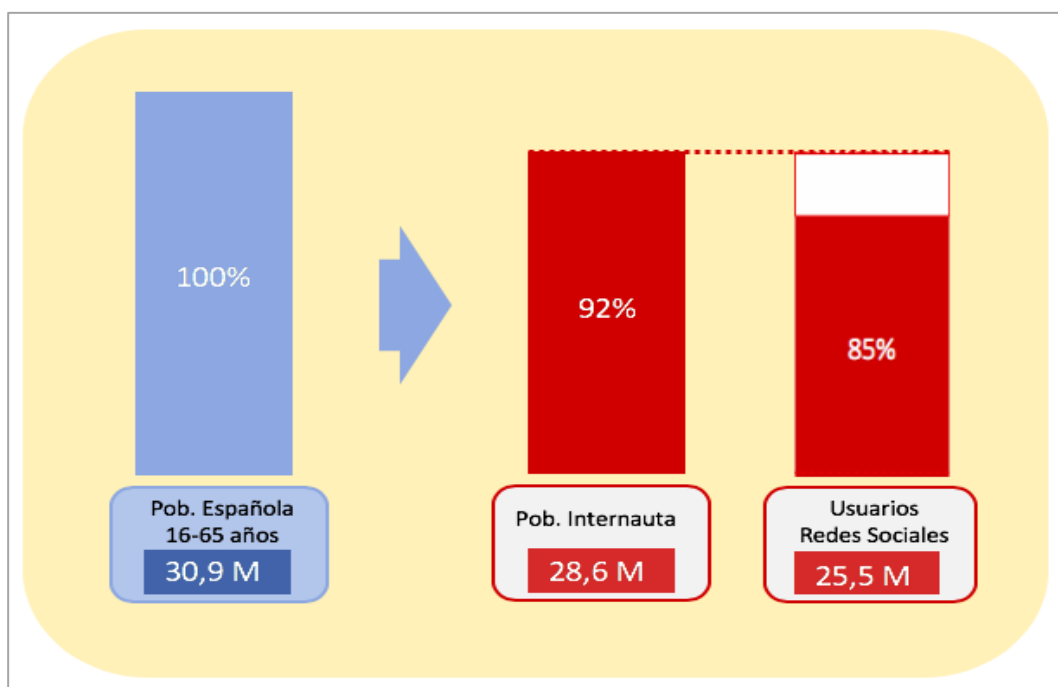 100%
92%
85%
Pob. Española
16-65 años
30,9 M
Pob. Internauta
28,6 M
Usuarios
Redes Sociales
25,5 M